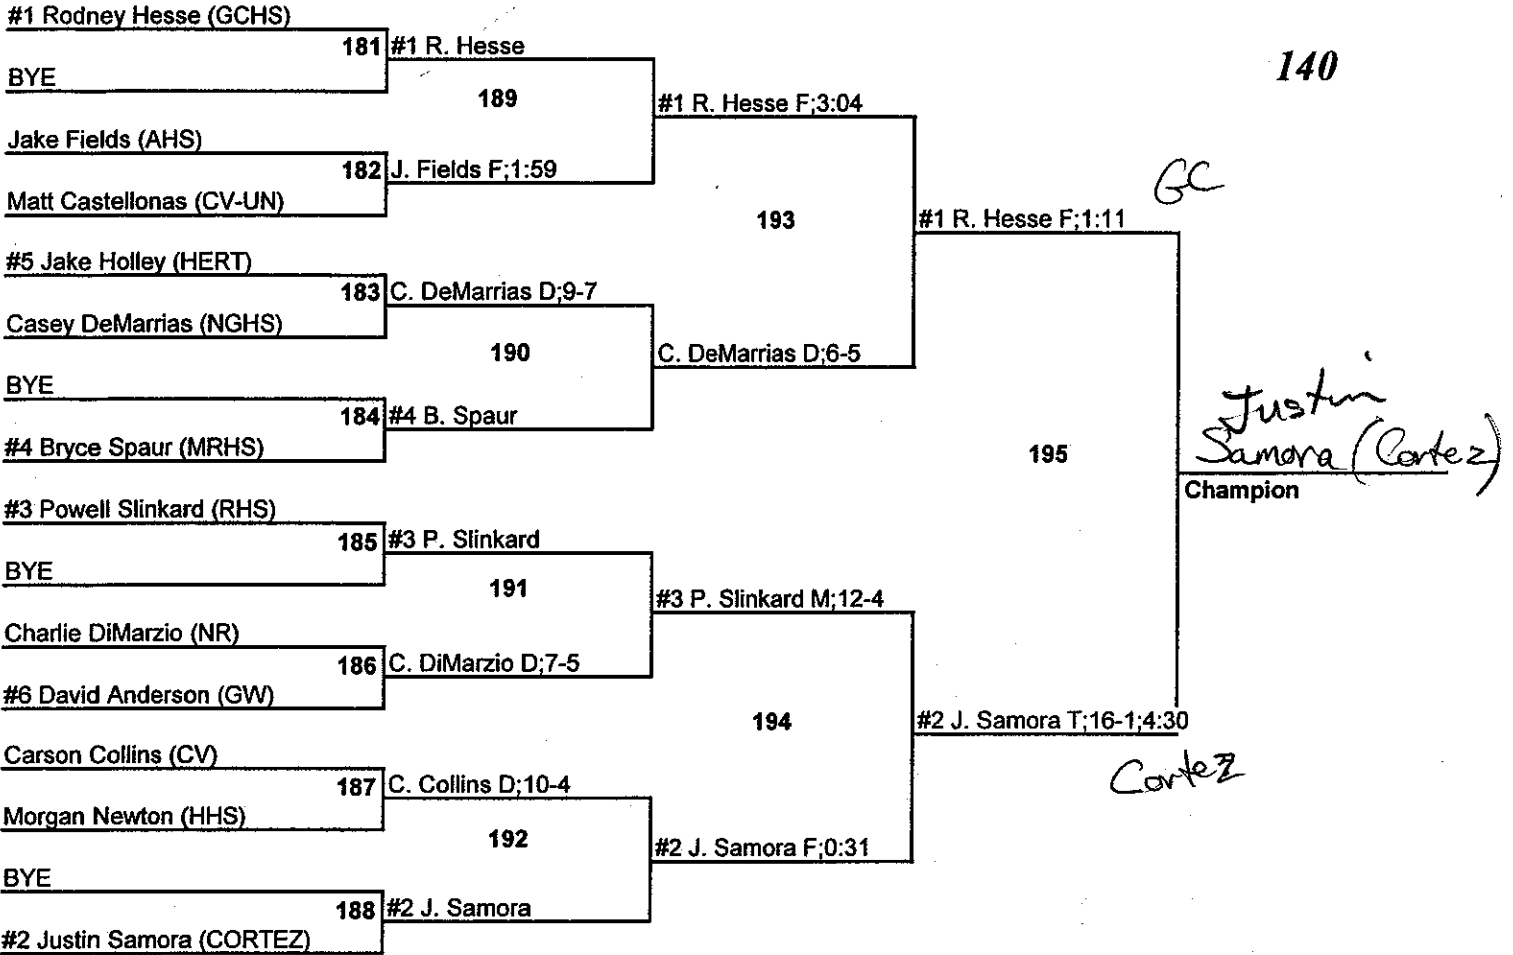 #1 Rodney Hesse (GCHS)
181 #1 R. Hesse
140
BYE
189
#1 R. Hesse F;3:04
Jake Fields (AHS)
182 J. Fields F;1:59
GC
Matt Castellonas (CV-UN)
193
#1 R. Hesse F;1:11
#5 Jake Holley (HERT)
183 C. DeMarrias D;9-7
Casey DeMarrias (NGHS)
190
C. DeMarrias D;6-5
BYE
184 #4 B. Spaur
Justin
#4 Bryce Spaur (MRHS)
195
Samora (Cortez)
Champion
#3 Powell Slinkard (RHS)
185 #3 P. Slinkard
BYE
191
#3 P. Slinkard M;12-4
Charlie DiMarzio (NR)
186 C. DiMarzio D;7-5
#6 David Anderson (GW)
194
#2 J. Samora T;16-1;4:30
Carson Collins (CV)
Cortez
187 C. Collins D;10-4
Morgan Newton (HHS)
192
#2 J. Samora F;0:31
BYE
188 #2 J. Samora
#2 Justin Samora (CORTEZ)